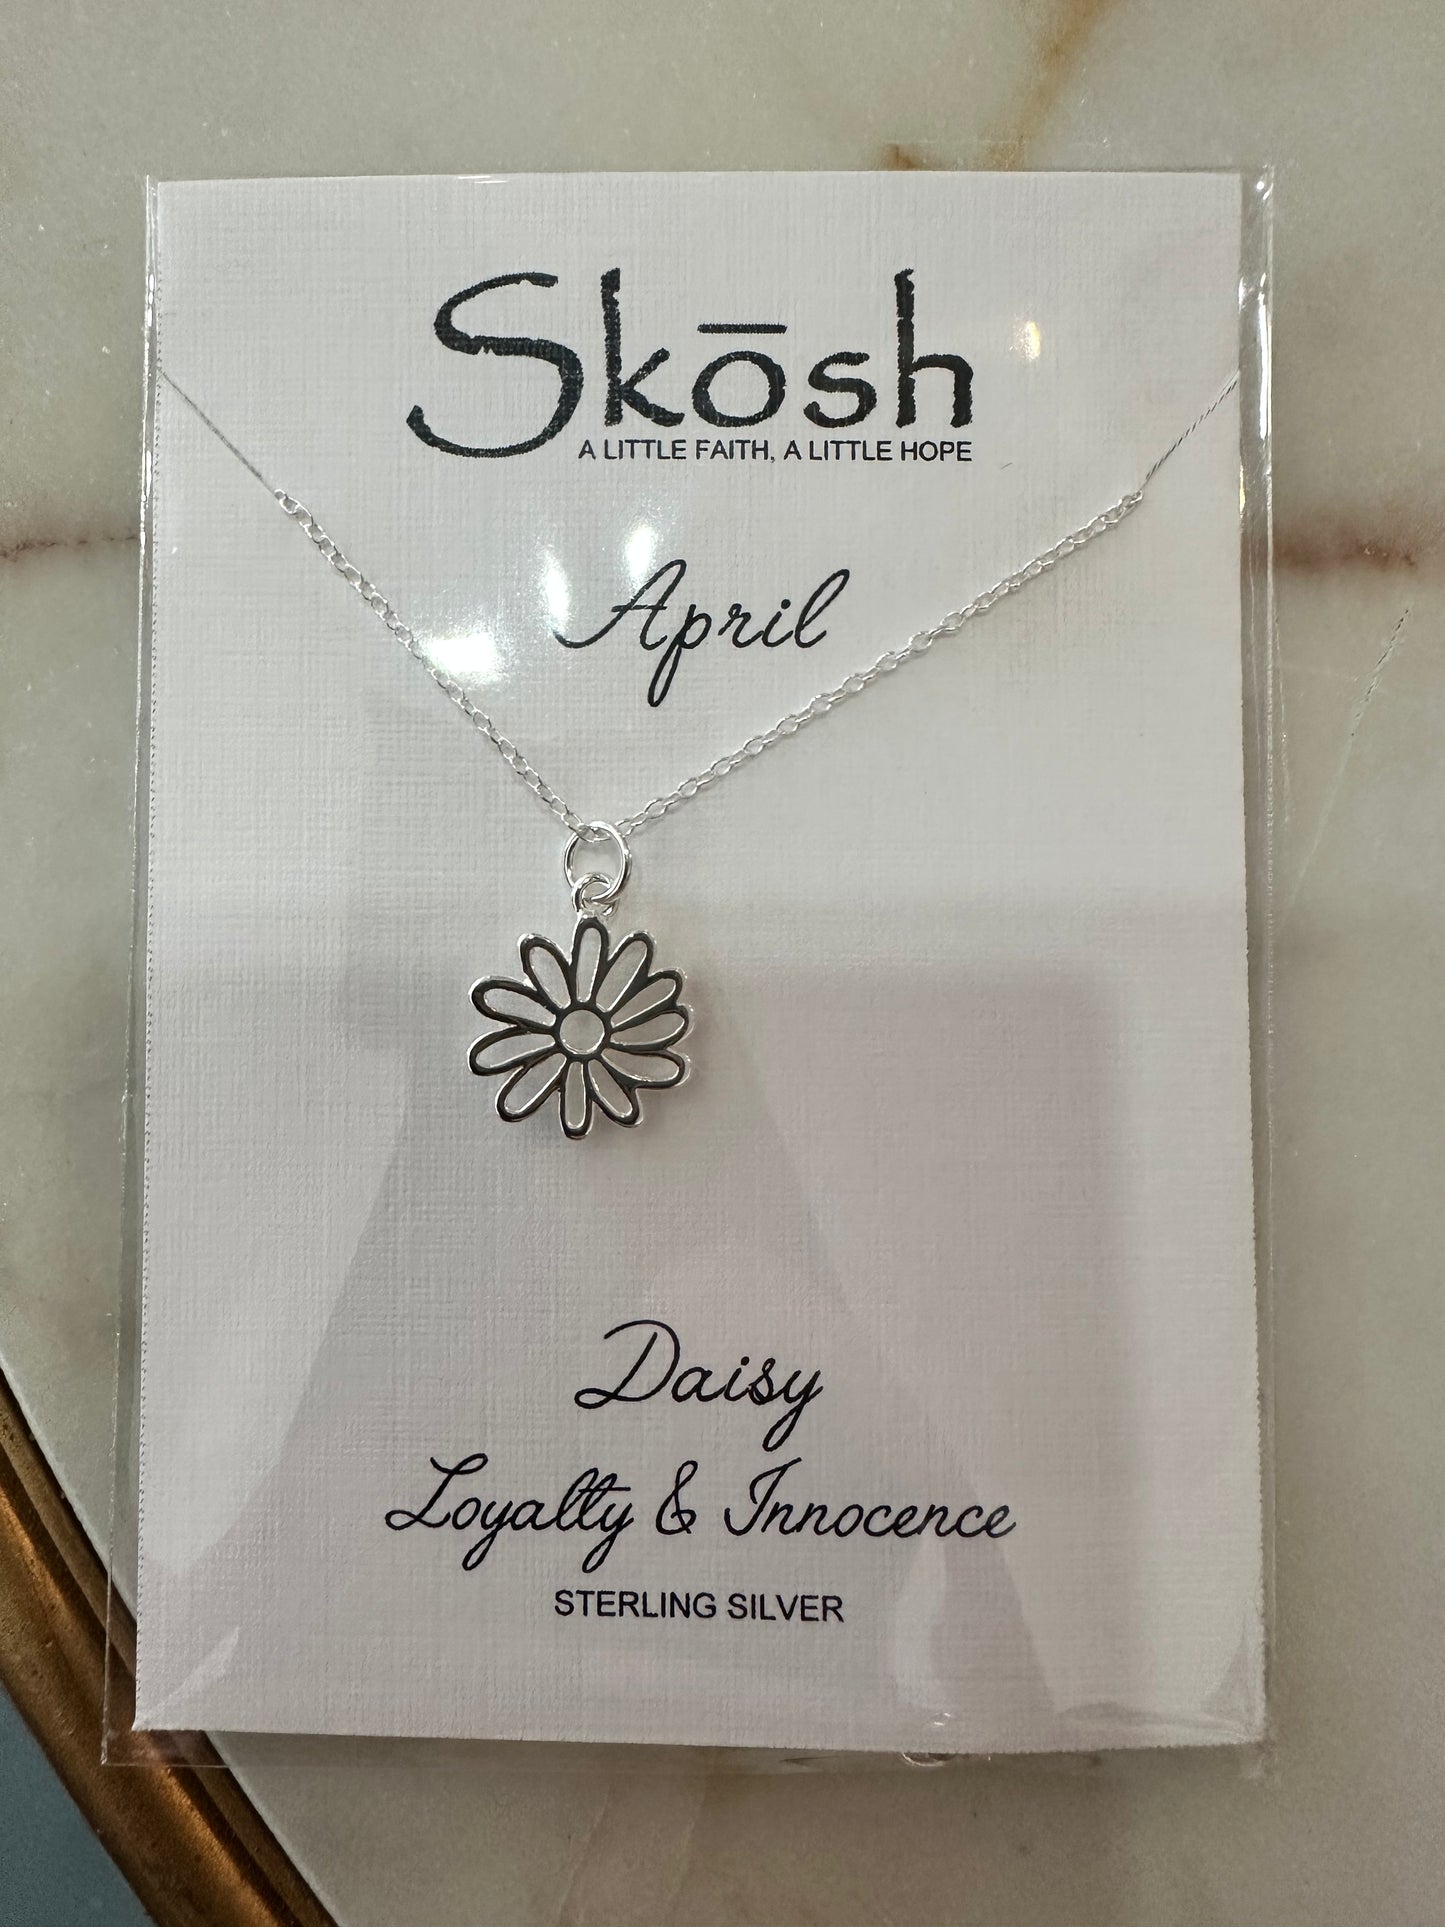 Skōsh
A LITTLE FAITH, A LITTLE HOPE
April
Daisy
Loyalty & Innocence
STERLING SILVER